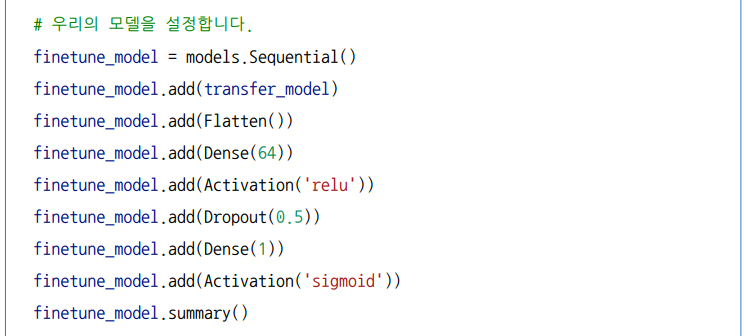 # 우리의 모델을 설정합니다.
finetune_model = models.Sequential()
finetune_model.add(transfer_model)
finetune_model.add(Flatten())
finetune_model.add(Dense(64))
finetune_model.add(Activation('relu'))
finetune_model.add(Dropout(0.5))
finetune_model.add(Dense(1))
finetune_model.add(Activation('sigmoid'))
finetune_model.summary()